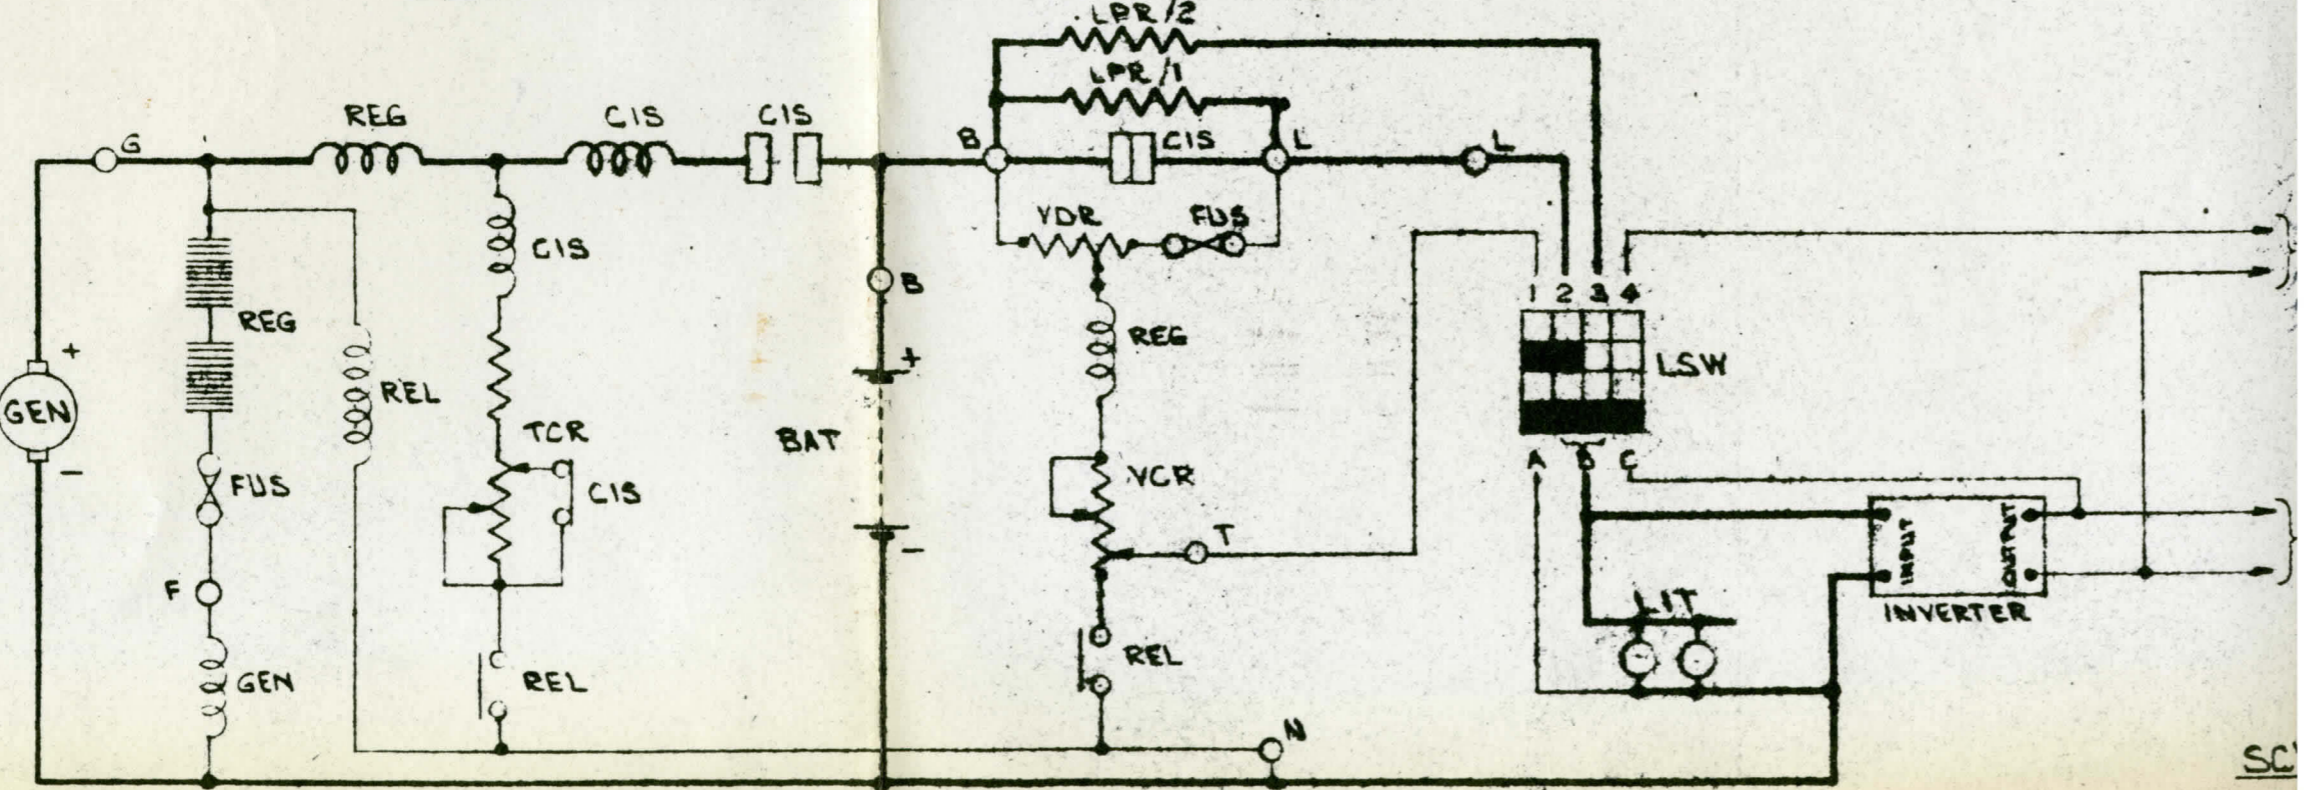 LPR/2
LPR/1
G
REG
CIS
CIS
B
CIS
L
L
CIS
VDR
FUS
B
+
REG
1 2 3 4
REG
LSW
+
GEN
-
REL
TCR
BAT
A B C
FUS
CIS
VCR
T
-
INPUT
OUTPUT
INVERTER
F
LIT
GEN
REL
REL
N
SC